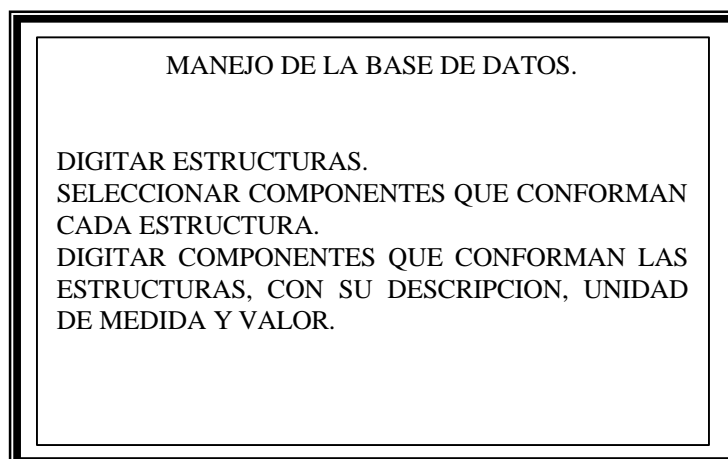 MANEJO DE LA BASE DE DATOS.
DIGITAR ESTRUCTURAS.
SELECCIONAR COMPONENTES QUE CONFORMAN
CADA ESTRUCTURA.
DIGITAR COMPONENTES QUE CONFORMAN LAS
ESTRUCTURAS, CON SU DESCRIPCION, UNIDAD
DE MEDIDA Y VALOR.